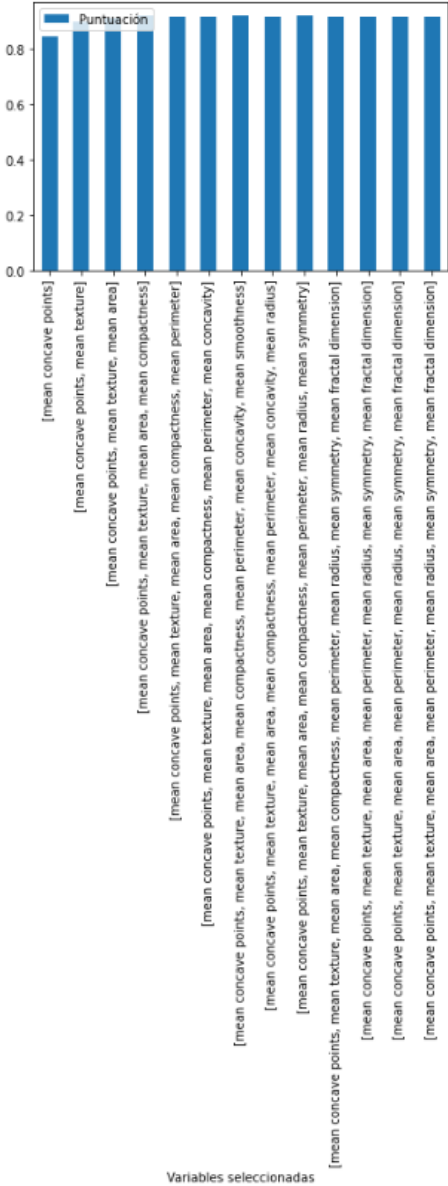 Puntuación
0.8
0.6
0.4
0.2
0.0
[mean concave points]
[mean concave points, mean texture]
[mean concave points, mean texture, mean area]
[mean concave points, mean texture, mean area, mean compactness]
[mean concave points, mean texture, mean area, mean compactness, mean perimeter]
[mean concave points, mean texture, mean area, mean compactness, mean perimeter, mean concavity]
[mean concave points, mean texture, mean area, mean compactness, mean perimeter, mean concavity, mean smoothness]
[mean concave points, mean texture, mean area, mean compactness, mean perimeter, mean concavity, mean radius]
[mean concave points, mean texture, mean area, mean compactness, mean perimeter, mean radius, mean symmetry]
[mean concave points, mean texture, mean area, mean compactness, mean perimeter, mean radius, mean symmetry, mean fractal dimension]
[mean concave points, mean texture, mean area, mean perimeter, mean radius, mean symmetry, mean fractal dimension]
[mean concave points, mean texture, mean area, mean perimeter, mean radius, mean symmetry, mean fractal dimension]
[mean concave points, mean texture, mean area, mean perimeter, mean radius, mean symmetry, mean fractal dimension]
Variables seleccionadas